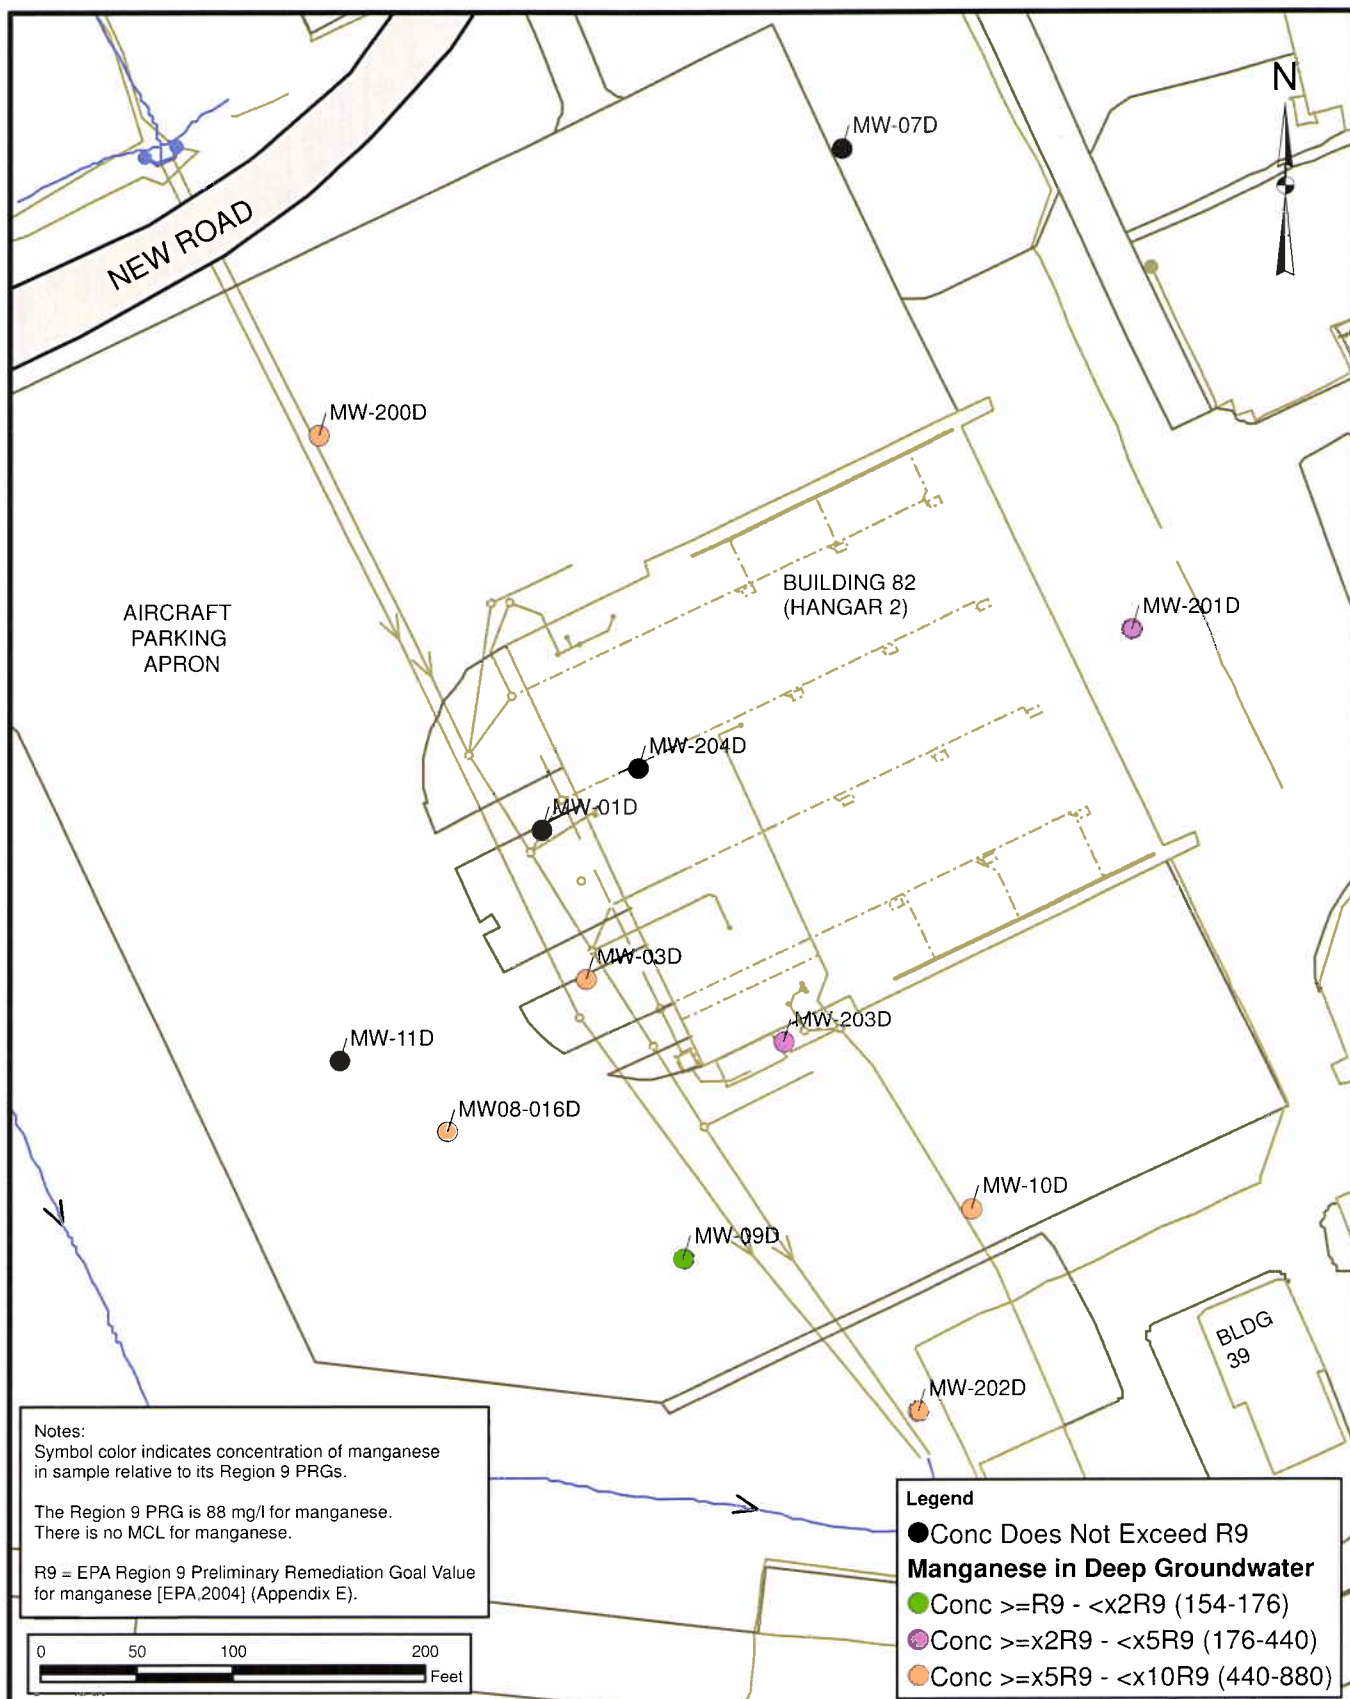 N
MW-07D
NEW ROAD
MW-200D
BUILDING 82
(HANGAR 2)
AIRCRAFT
PARKING
APRON
MW-201D
MW-204D
MW-01D
MW-03D
MW-203D
MW-11D
MW08-016D
MW-10D
MW-09D
BLDG
39
MW-202D
Notes:
Symbol color indicates concentration of manganese
in sample relative to its Region 9 PRGs.
The Region 9 PRG is 88 mg/l for manganese.
There is no MCL for manganese.
R9 = EPA Region 9 Preliminary Remediation Goal Value
for manganese [EPA,2004] (Appendix E).
0 50 100 200
Feet
Legend
Conc Does Not Exceed R9
Manganese in Deep Groundwater
Conc >=R9 - <x2R9 (154-176)
Conc >=x2R9 - <x5R9 (176-440)
Conc >=x5R9 - <x10R9 (440-880)